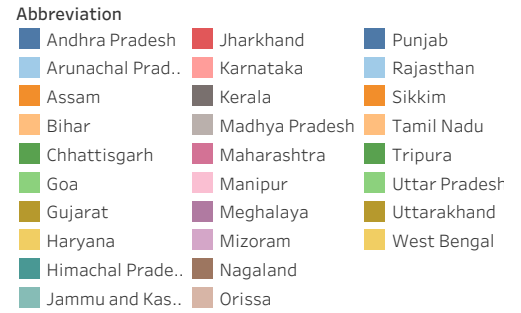 Abbreviation
Andhra Pradesh
Arunachal Prad..
Assam
Bihar
Chhattisgarh
Goa
Gujarat
Haryana
Himachal Prade..
Jammu and Kas..
Jharkhand
Karnataka
Kerala
Madhya Pradesh
Maharashtra
Manipur
Meghalaya
Mizoram
Nagaland
Orissa
Punjab
Rajasthan
Sikkim
Tamil Nadu
Tripura
Uttar Pradesh
Uttarakhand
West Bengal